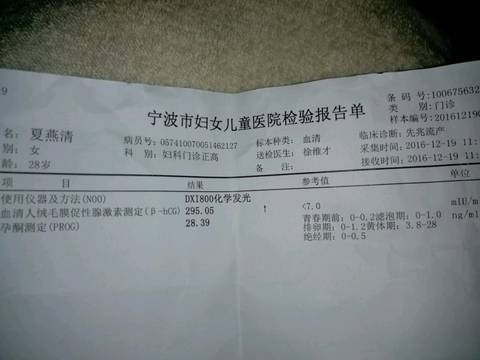 9
宁波市妇女儿童医院检验报告单
条 码 号:100675632
类 别:门诊
名: 夏燕清 病员号:0574100700514621​27 标本种类: 血清 临床诊断: 先兆流产 样本编号:201612190
别: 女 科 别:妇科门诊正高 送检医生: 徐维才 采集时间: 2016-12-19 11:
龄: 28岁 备 注: 接收时间: 2016-12-19
项 目 结果 参考值 单位
使用仪器及方法(NOO) DXI800化学发光
血清人绒毛膜促性腺激素测定(β-hCG) 295.05 ↑ <7.0 mIU/m
孕酮测定(PROG) 28.39 青春期前: 0-0.2滤泡期: 0-1.0 ng/ml
排卵期: 0-1.2黄体期: 3.8-28
绝经期: 0-0.5